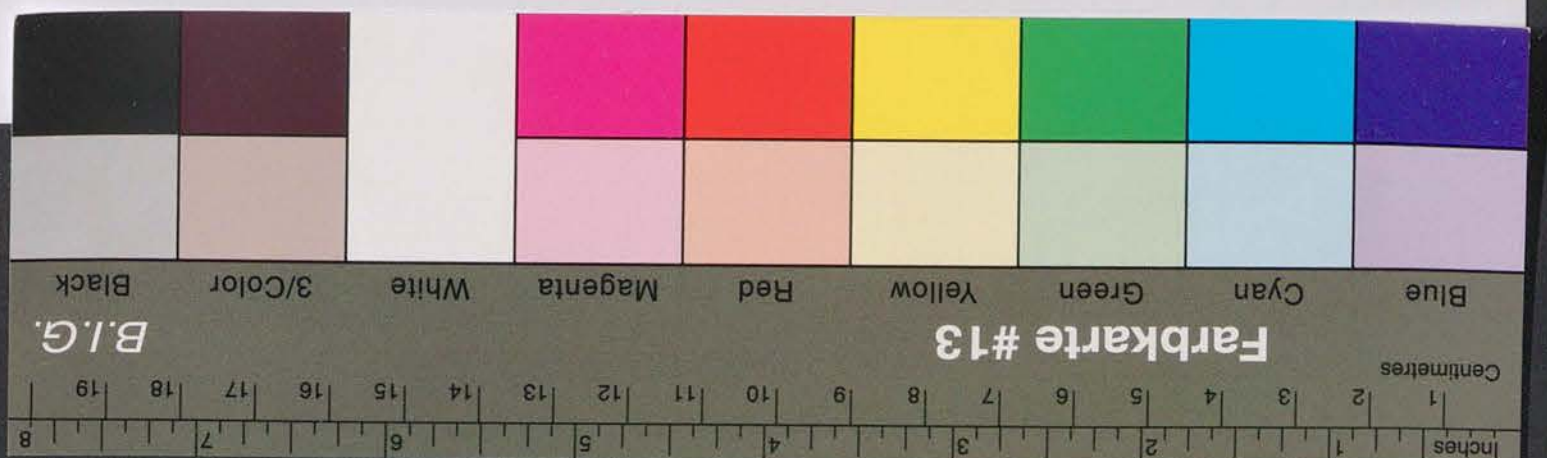 Inches 1 2 3 4 5 6 7 8
1 2 3 4 5 6 7 8 9 10 11 12 13 14 15 16 17 18 19
Centimetres
Farbkarte #13 B.I.G.
Blue Cyan Green Yellow Red Magenta White 3/Color Black